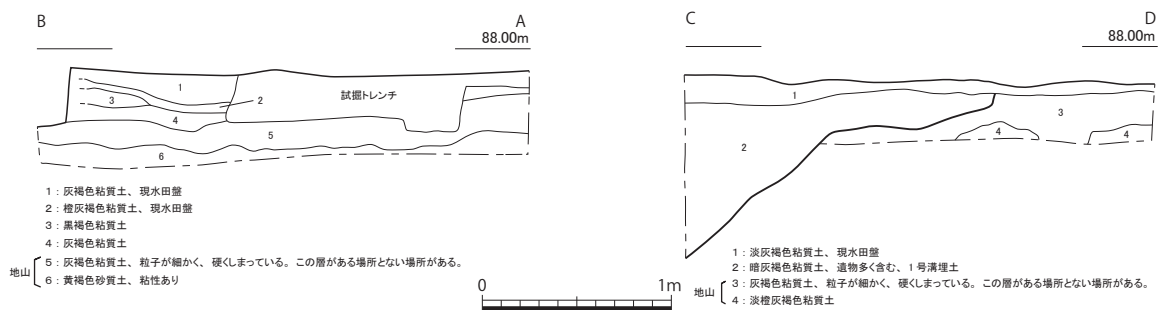 B
A
88.00m
1
2
3
4
5
6
試掘トレンチ
1：灰褐色粘質土、現水田盤
2：橙灰褐色粘質土、現水田盤
3：黒褐色粘質土
4：灰褐色粘質土
地山
5：灰褐色粘質土、粒子が細かく、硬くしまっている。この層がある場所とない場所がある。
6：黄褐色砂質土、粘性あり
0
1m
C
D
88.00m
1
2
3
4
4
1：淡灰褐色粘質土、現水田盤
2：暗灰褐色粘質土、遺物多く含む、1号溝埋土
地山
3：灰褐色粘質土、粒子が細かく、硬くしまっている。この層がある場所とない場所がある。
4：淡橙灰褐色粘質土